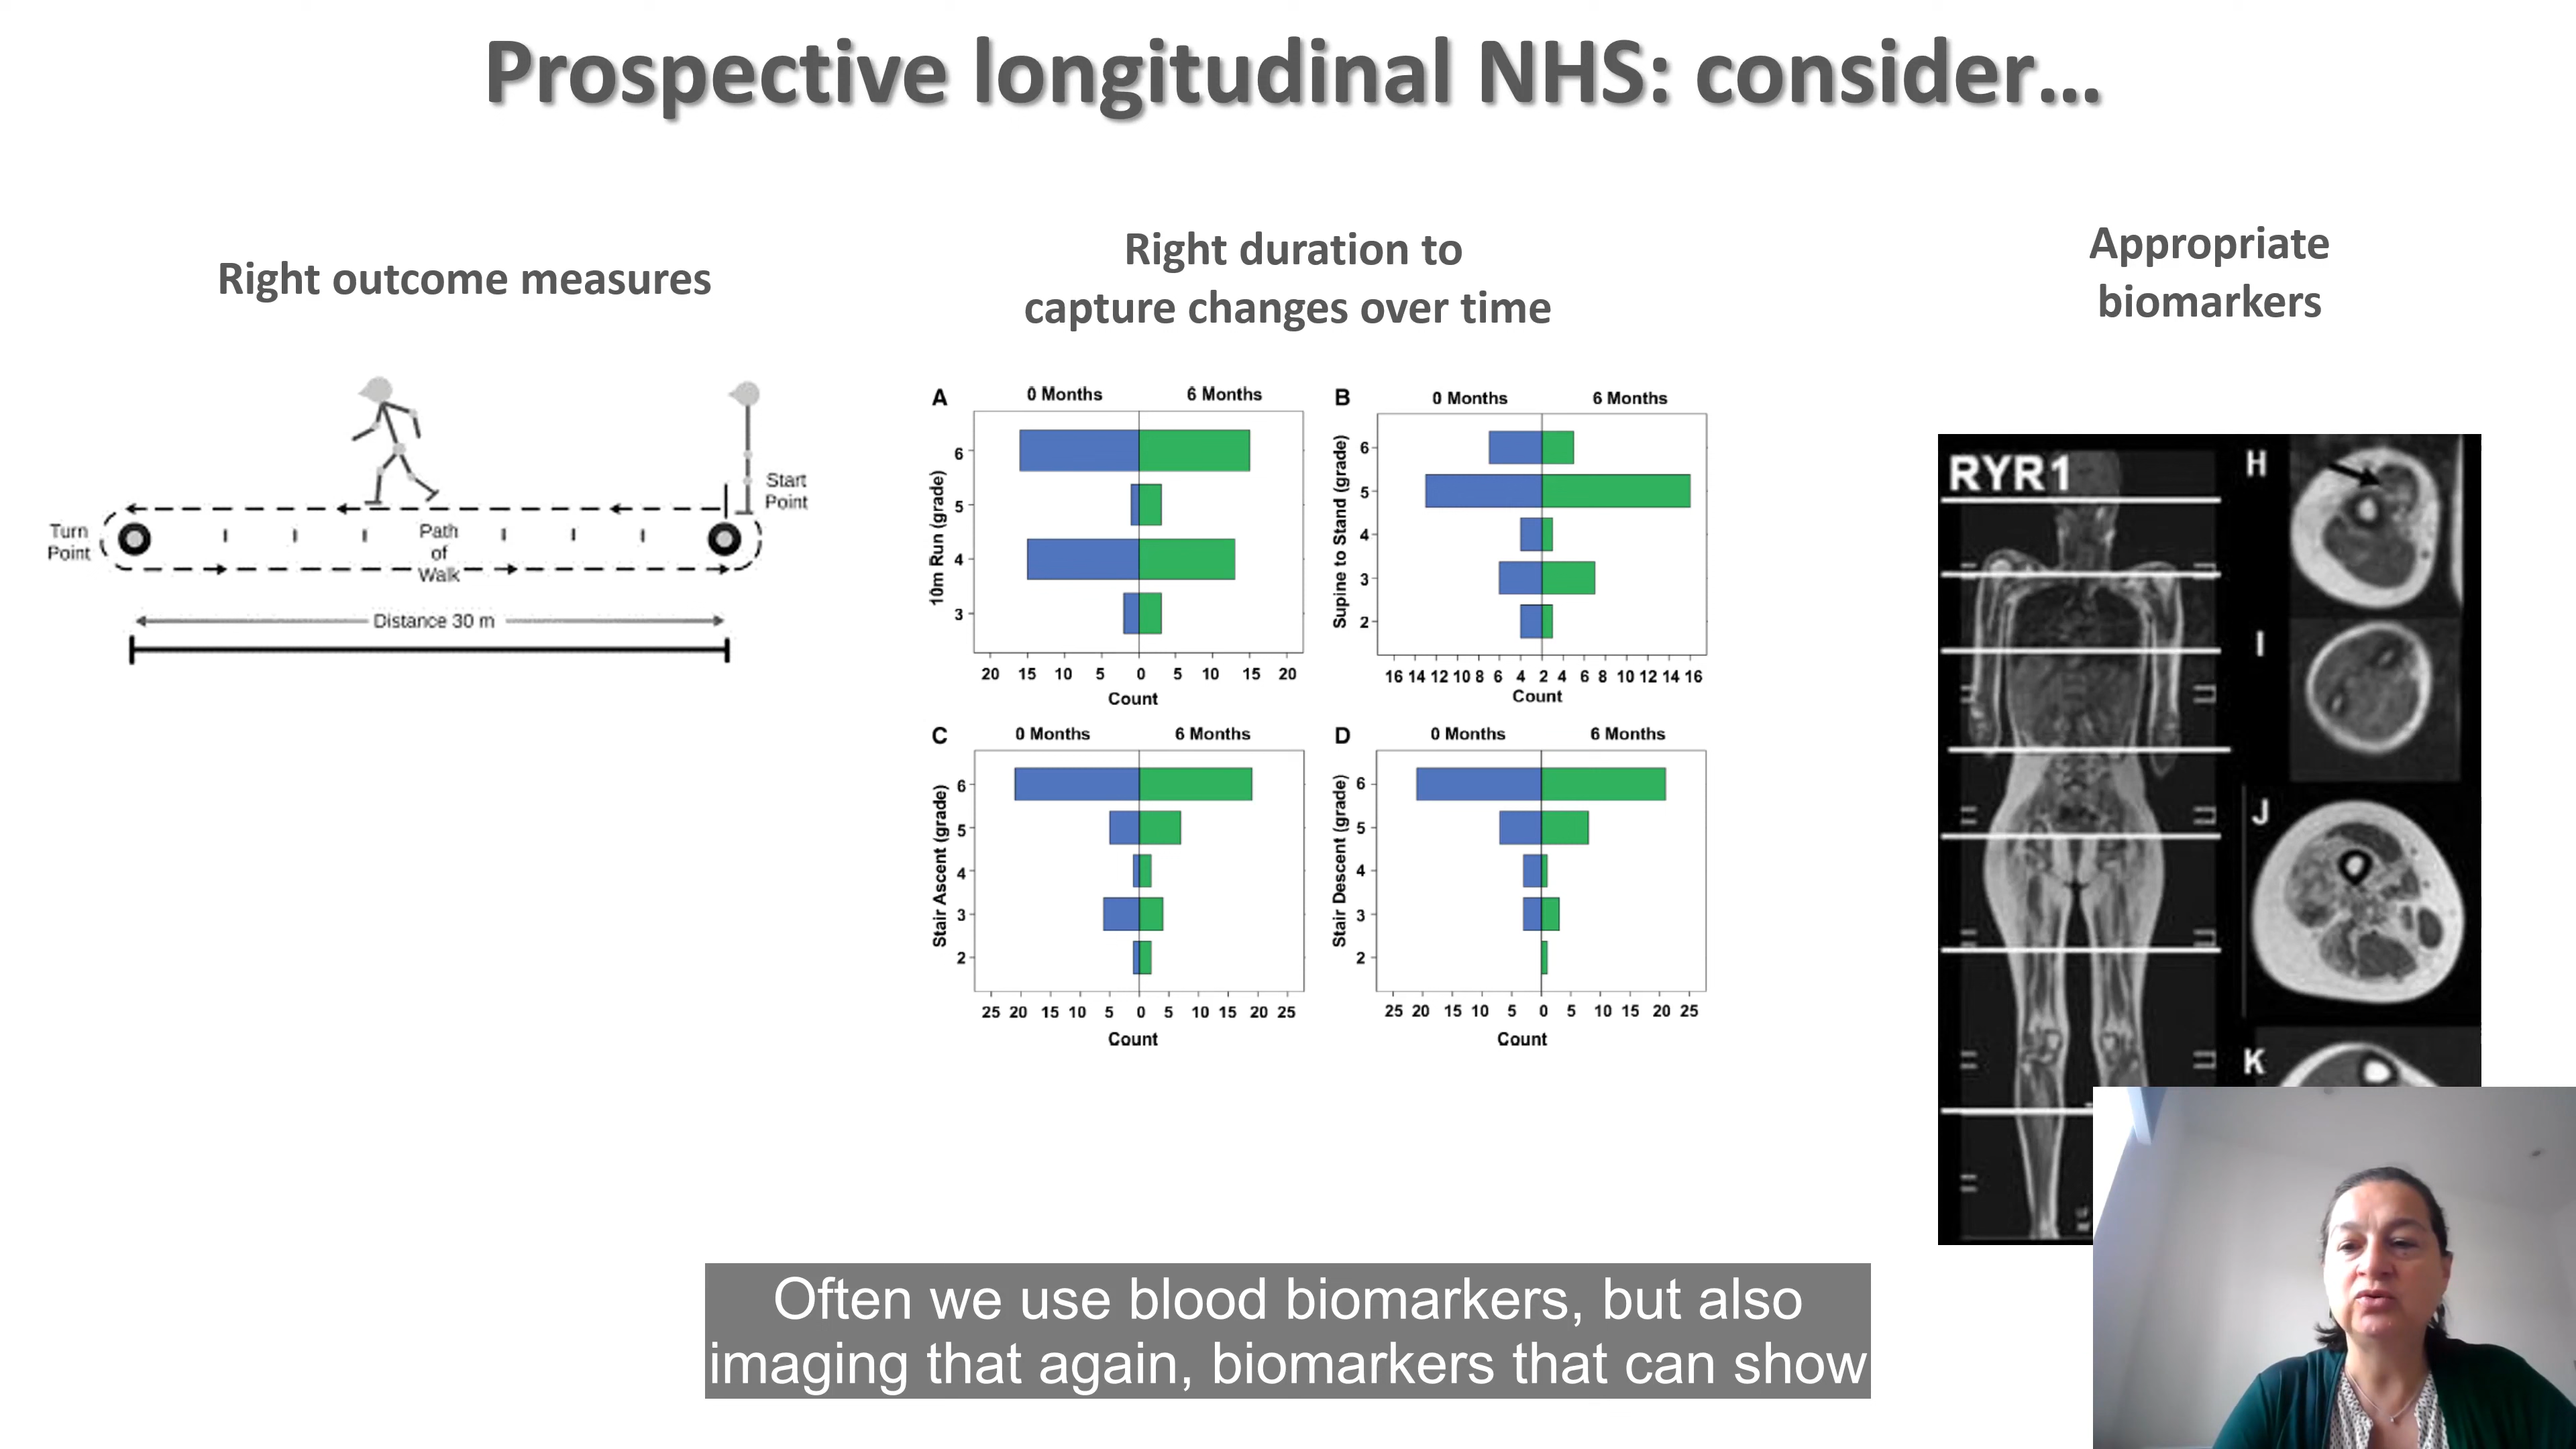 Prospective longitudinal NHS: consider...
Right outcome measures
Start
Point
Turn
Point
Path
of
Walk
Distance 30 m
Right duration to
capture changes over time
A
0 Months
6 Months
10m Run (grade)
6
5
4
3
20 15 10 5 0 5 10 15 20
Count
B
0 Months
6 Months
Supine to Stand (grade)
6
5
4
3
2
16 14 12 10 8 6 4 2 4 6 8 10 12 14 16
Count
C
0 Months
6 Months
Stair Ascent (grade)
6
5
4
3
2
25 20 15 10 5 0 5 10 15 20 25
Count
D
0 Months
6 Months
Stair Descent (grade)
6
5
4
3
2
25 20 15 10 5 0 5 10 15 20 25
Count
Appropriate
biomarkers
RYR1
H
I
J
K
Often we use blood biomarkers, but also
imaging that again, biomarkers that can show